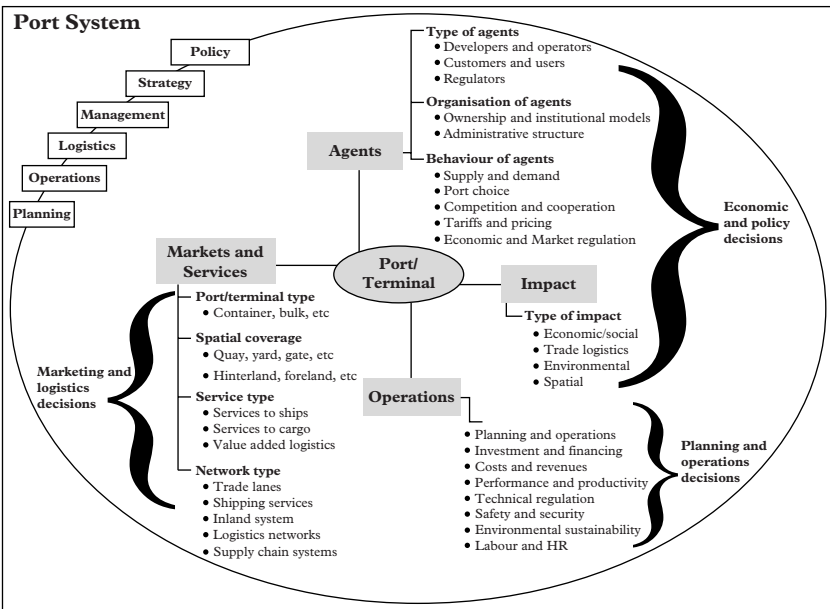 Port System
Policy
Strategy
Management
Logistics
Operations
Planning
Agents
Type of agents
• Developers and operators
• Customers and users
• Regulators
Organisation of agents
• Ownership and institutional models
• Administrative structure
Behaviour of agents
• Supply and demand
• Port choice
• Competition and cooperation
• Tariffs and pricing
• Economic and Market regulation
Economic
and policy
decisions
Markets and
Services
Port/
Terminal
Impact
Port/terminal type
• Container, bulk, etc
Spatial coverage
• Quay, yard, gate, etc
• Hinterland, foreland, etc
Service type
• Services to ships
• Services to cargo
• Value added logistics
Network type
• Trade lanes
• Shipping services
• Inland system
• Logistics networks
• Supply chain systems
Marketing and
logistics
decisions
Type of impact
• Economic/social
• Trade logistics
• Environmental
• Spatial
Operations
• Planning and operations
• Investment and financing
• Costs and revenues
• Performance and productivity
• Technical regulation
• Safety and security
• Environmental sustainability
• Labour and HR
Planning and
operations
decisions